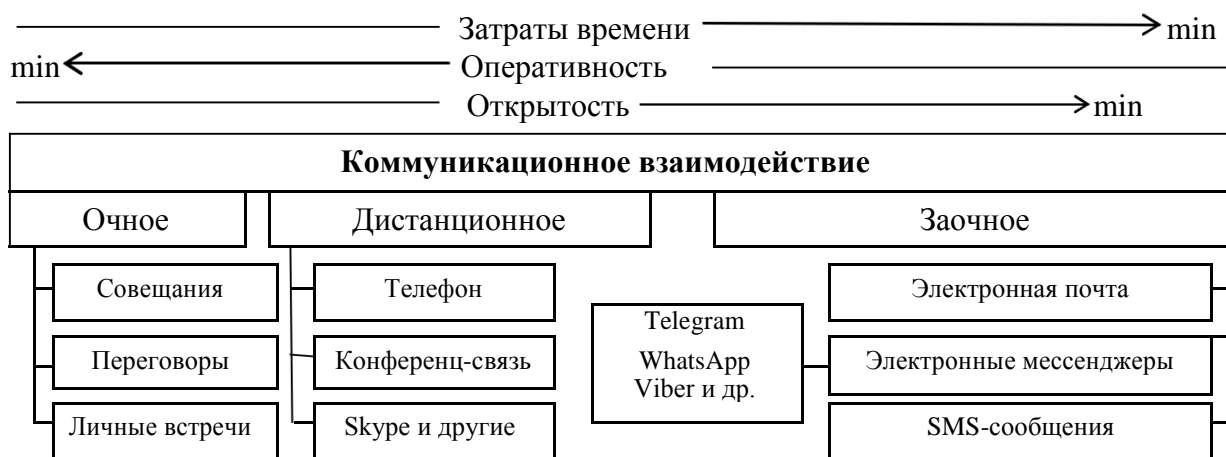 Затраты времени min
min Оперативность
Открытость min
Коммуникационное взаимодействие
Очное Дистанционное Заочное
Совещания Телефон Электронная почта
Telegram
Переговоры Конференц-связь WhatsApp Электронные мессенджеры
Viber и др.
Личные встречи Skype и другие SMS-сообщения